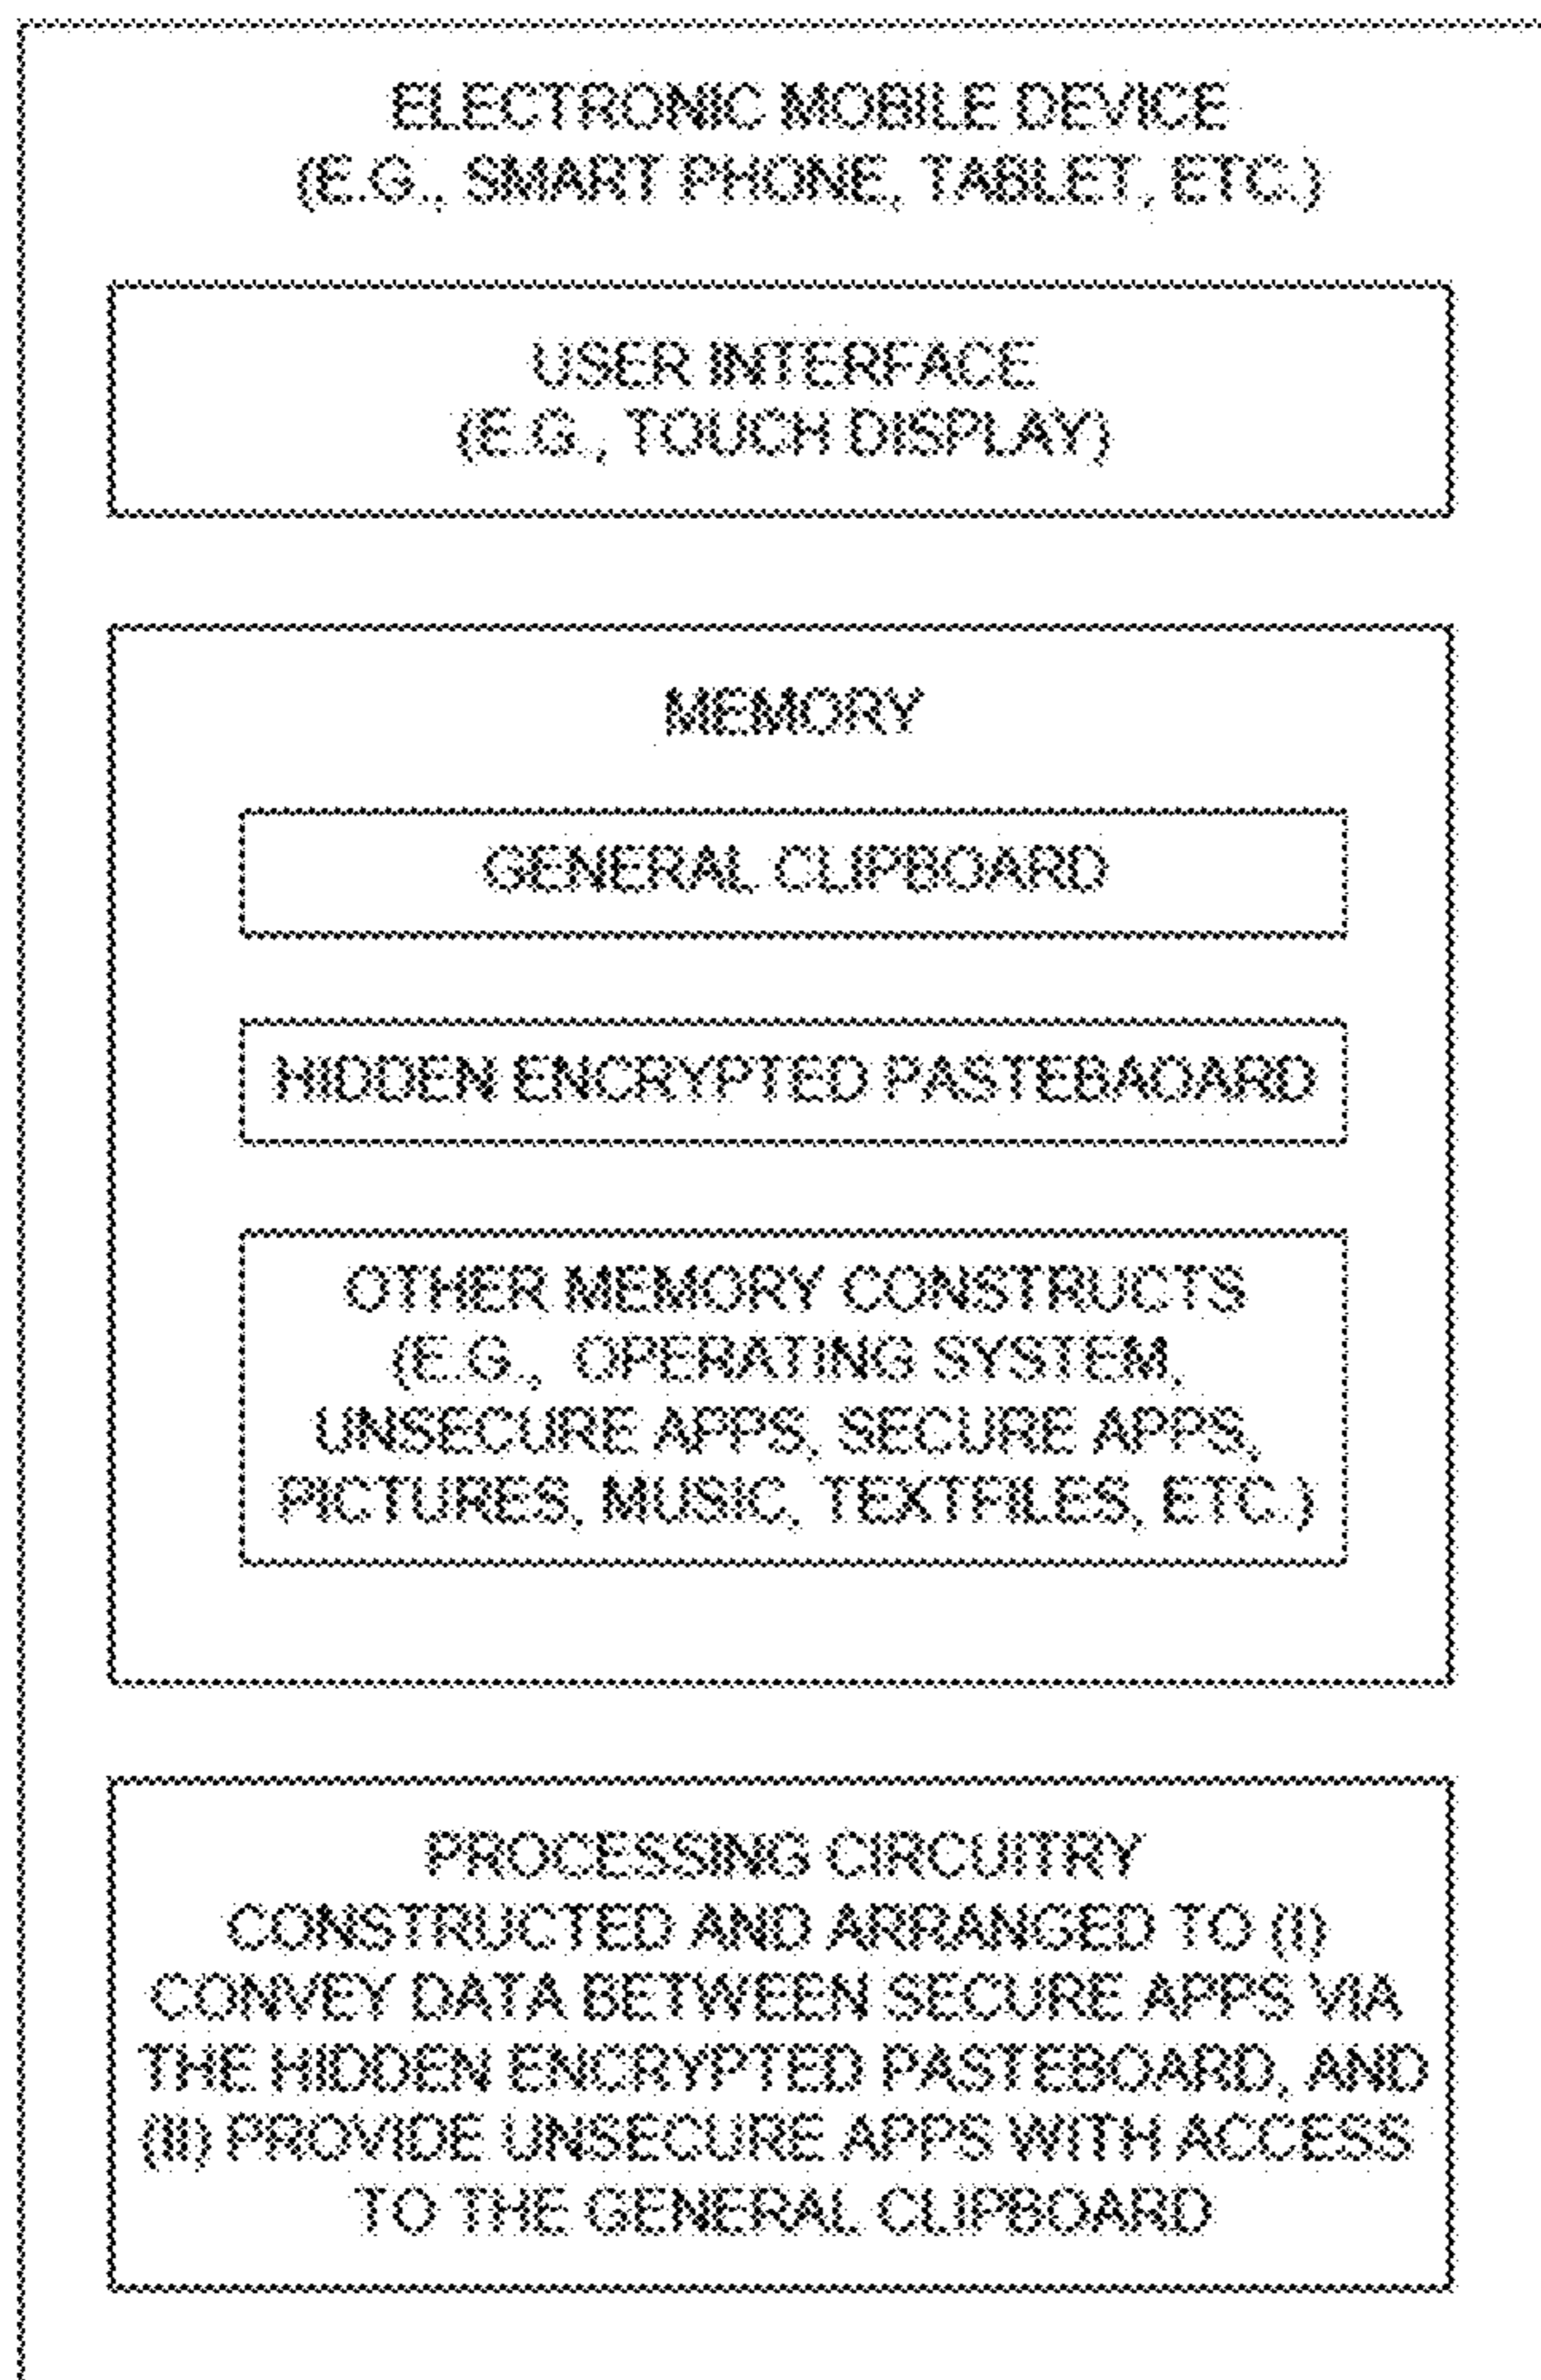 ELECTRONIC MOBILE DEVICE
(E.G., SMART PHONE, TABLET, ETC.)
USER INTERFACE
(E.G., TOUCH DISPLAY)
MEMORY
GENERAL CLIPBOARD
HIDDEN ENCRYPTED PASTEBAOARD
OTHER MEMORY CONSTRUCTS
(E.G., OPERATING SYSTEM,
UNSECURE APPS, SECURE APPS,
PICTURES, MUSIC, TEXTFILES, ETC.)
PROCESSING CIRCUITRY
CONSTRUCTED AND ARRANGED TO (I)
CONVEY DATA BETWEEN SECURE APPS VIA
THE HIDDEN ENCRYPTED PASTEBOARD, AND
(II) PROVIDE UNSECURE APPS WITH ACCESS
TO THE GENERAL CLIPBOARD